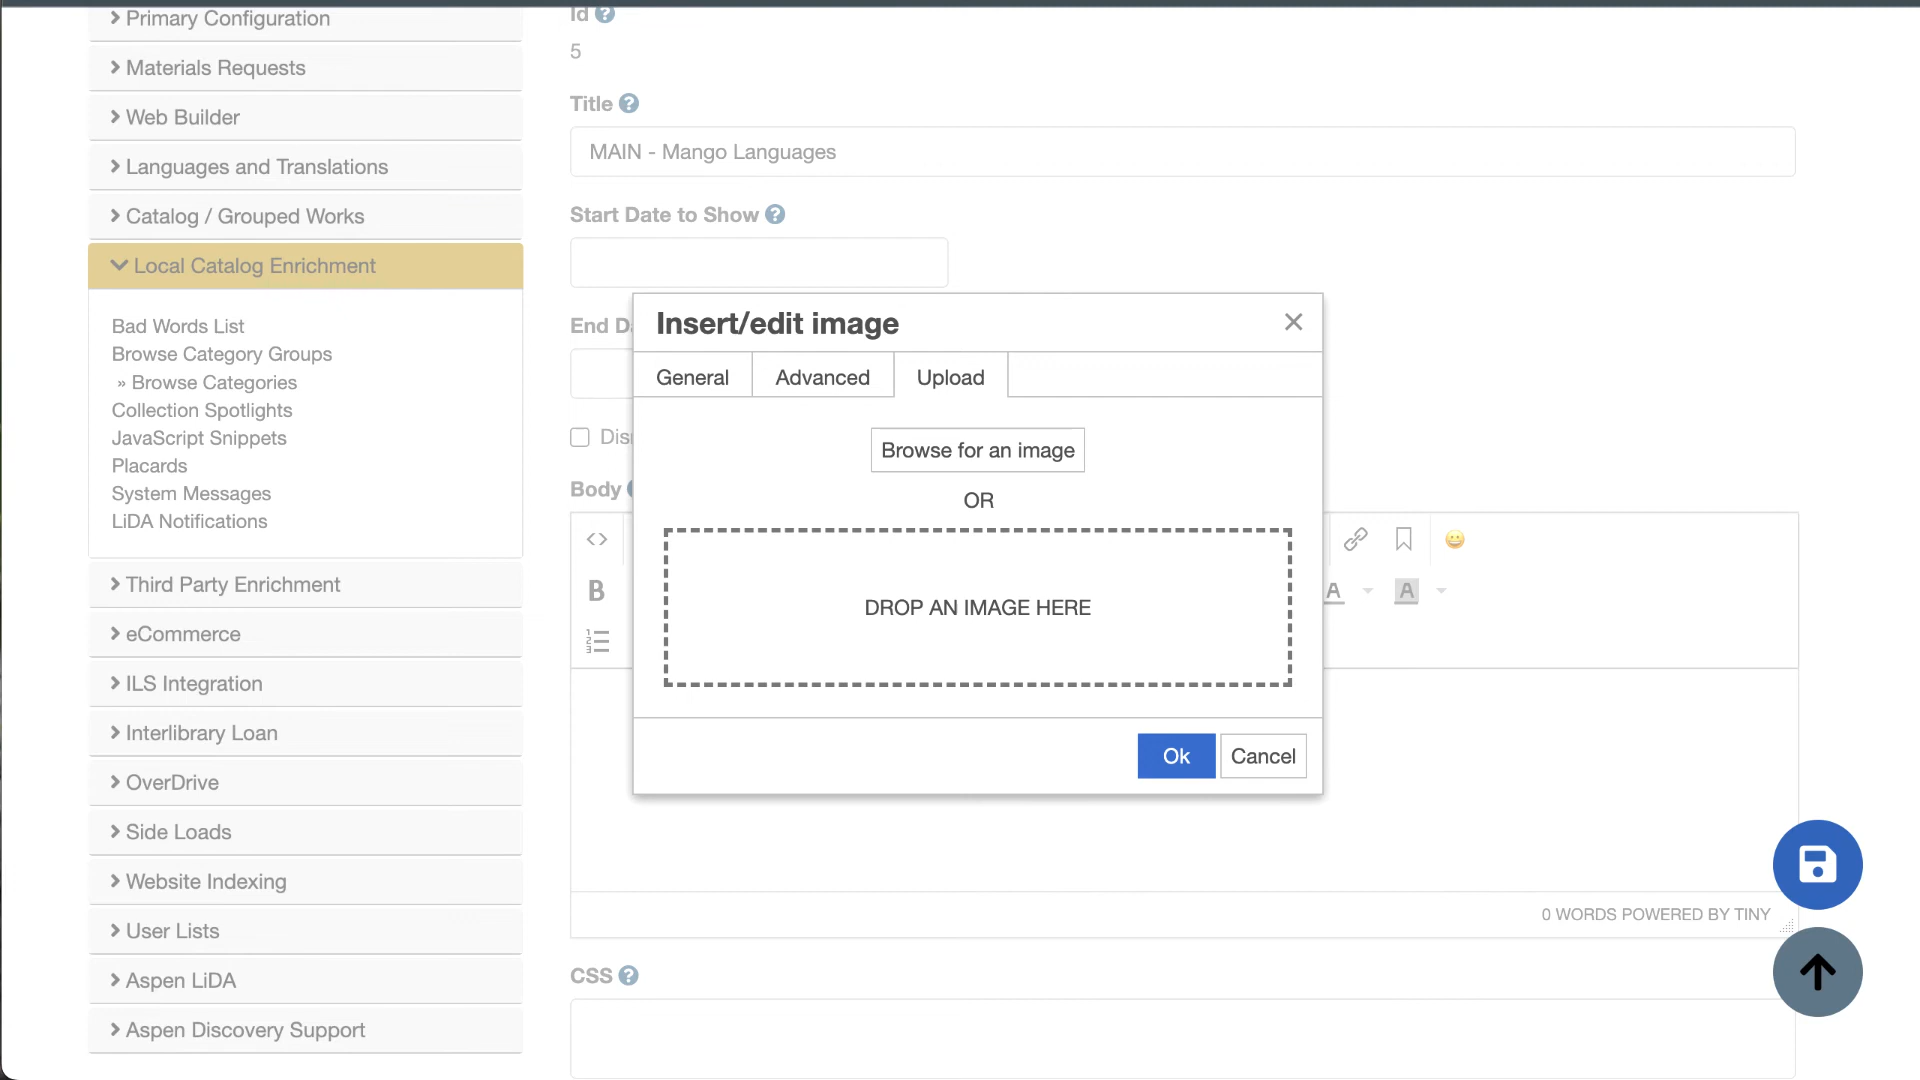 Primary Configuration
Materials Requests
Web Builder
Languages and Translations
Catalog / Grouped Works
Local Catalog Enrichment
Bad Words List
Browse Category Groups
» Browse Categories
Collection Spotlights
JavaScript Snippets
Placards
System Messages
LiDA Notifications
Third Party Enrichment
eCommerce
ILS Integration
Interlibrary Loan
OverDrive
Side Loads
Website Indexing
User Lists
Aspen LiDA
Aspen Discovery Support
Id ?
5
Title ?
MAIN - Mango Languages
Start Date to Show ?
End D
Dis
Body
B
A A
0 WORDS POWERED BY TINY
CSS ?
Insert/edit image
General Advanced Upload
Browse for an image
OR
DROP AN IMAGE HERE
Ok Cancel